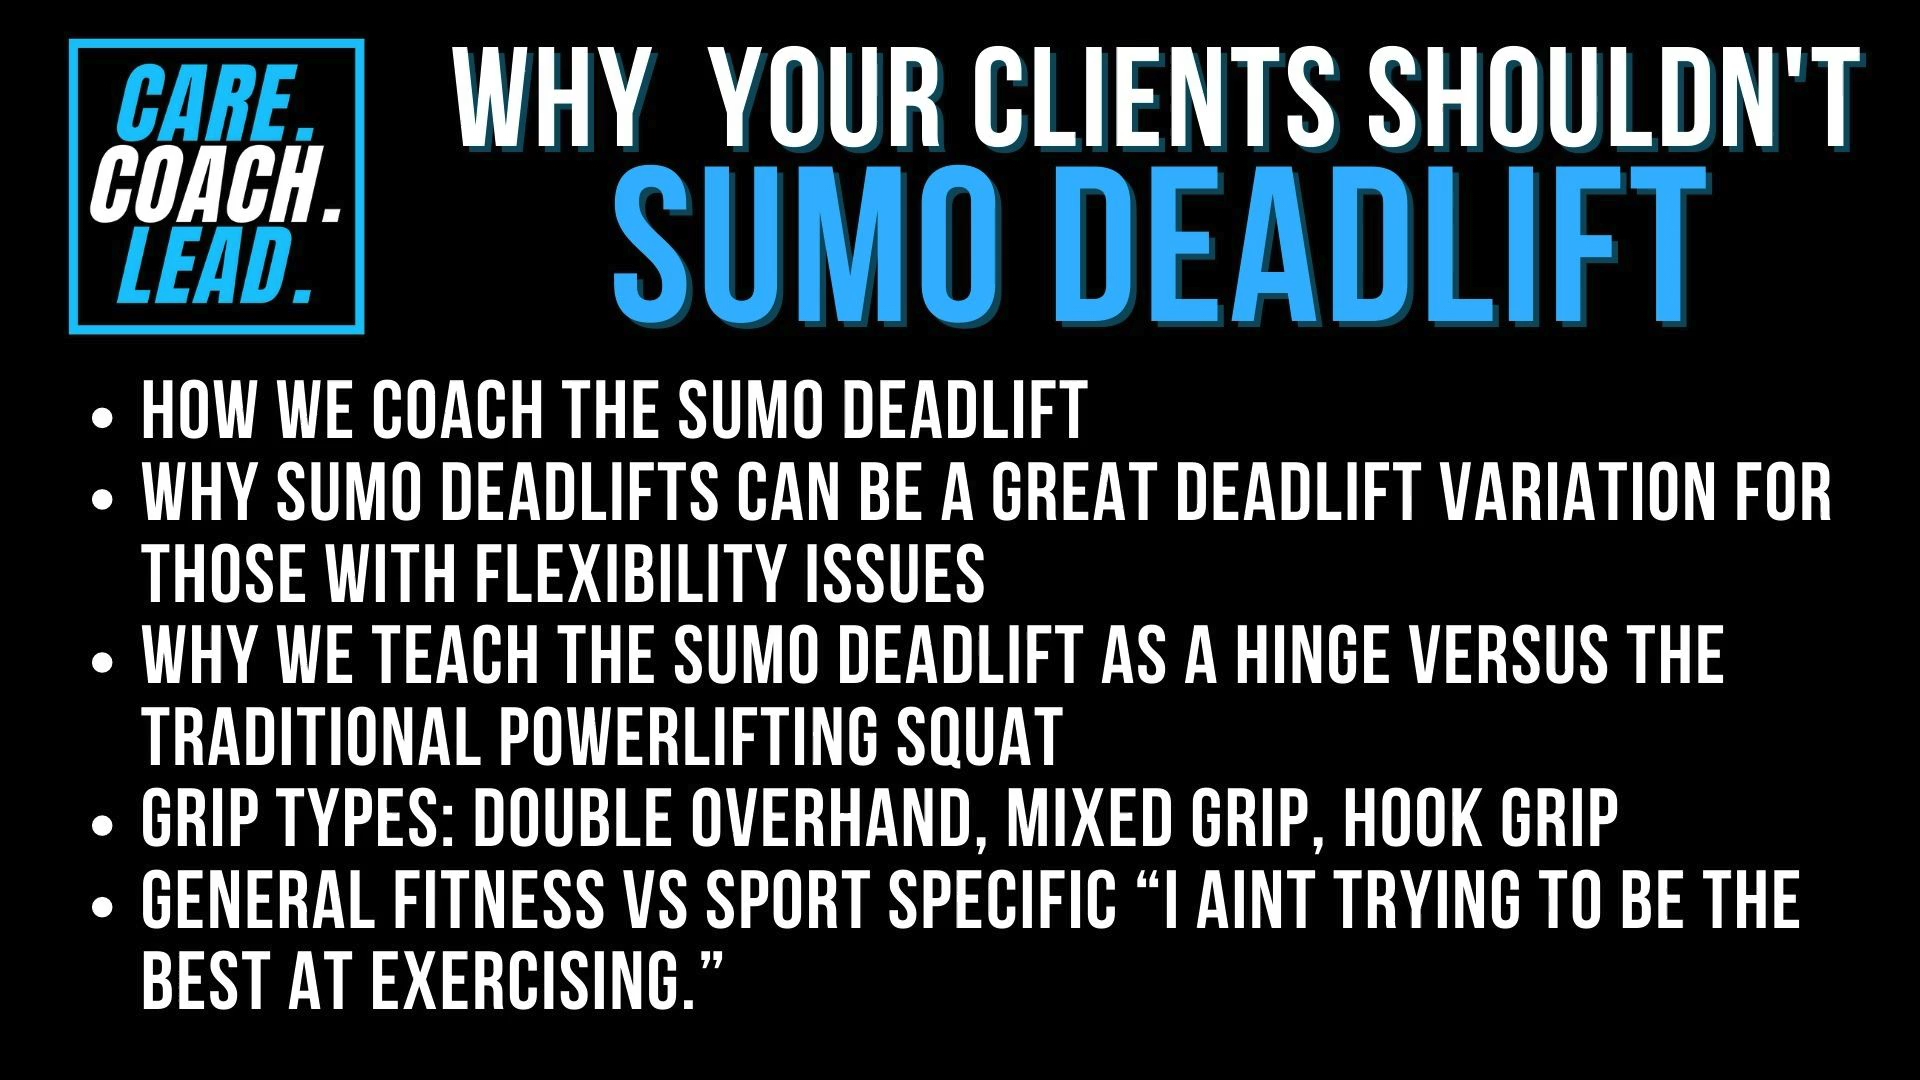 CARE.
COACH.
LEAD.
WHY YOUR CLIENTS SHOULDN'T
SUMO DEADLIFT
• HOW WE COACH THE SUMO DEADLIFT
• WHY SUMO DEADLIFTS CAN BE A GREAT DEADLIFT VARIATION FOR
THOSE WITH FLEXIBILITY ISSUES
• WHY WE TEACH THE SUMO DEADLIFT AS A HINGE VERSUS THE
TRADITIONAL POWERLIFTING SQUAT
• GRIP TYPES: DOUBLE OVERHAND, MIXED GRIP, HOOK GRIP
• GENERAL FITNESS VS SPORT SPECIFIC “I AINT TRYING TO BE THE
BEST AT EXERCISING.”